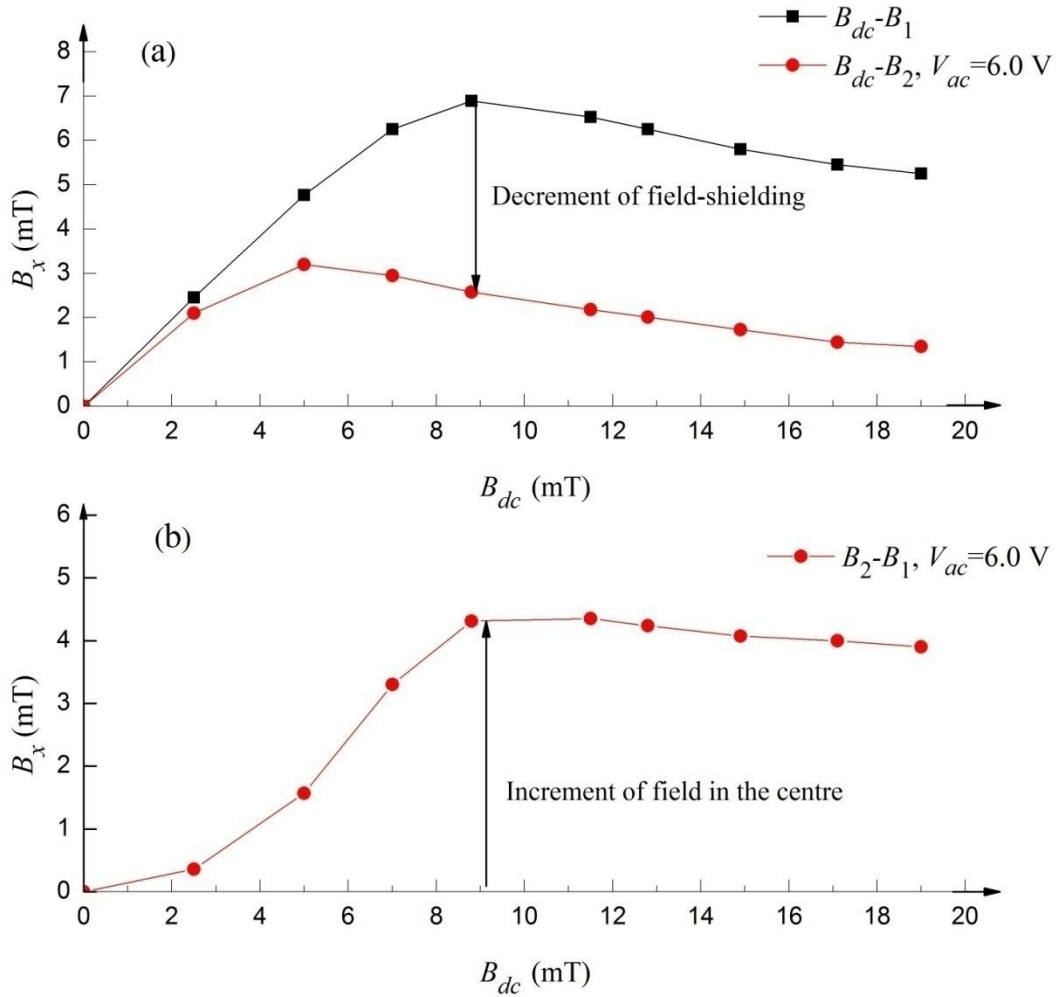 (a)
B_dc-B_1
B_dc-B_2, V_ac=6.0 V
8
7
6
5
4
3
2
1
0
B_x (mT)
Decrement of field-shielding
0 2 4 6 8 10 12 14 16 18 20
B_dc (mT)
(b)
B_2-B_1, V_ac=6.0 V
6
5
4
3
2
1
0
B_x (mT)
Increment of field in the centre
0 2 4 6 8 10 12 14 16 18 20
B_dc (mT)